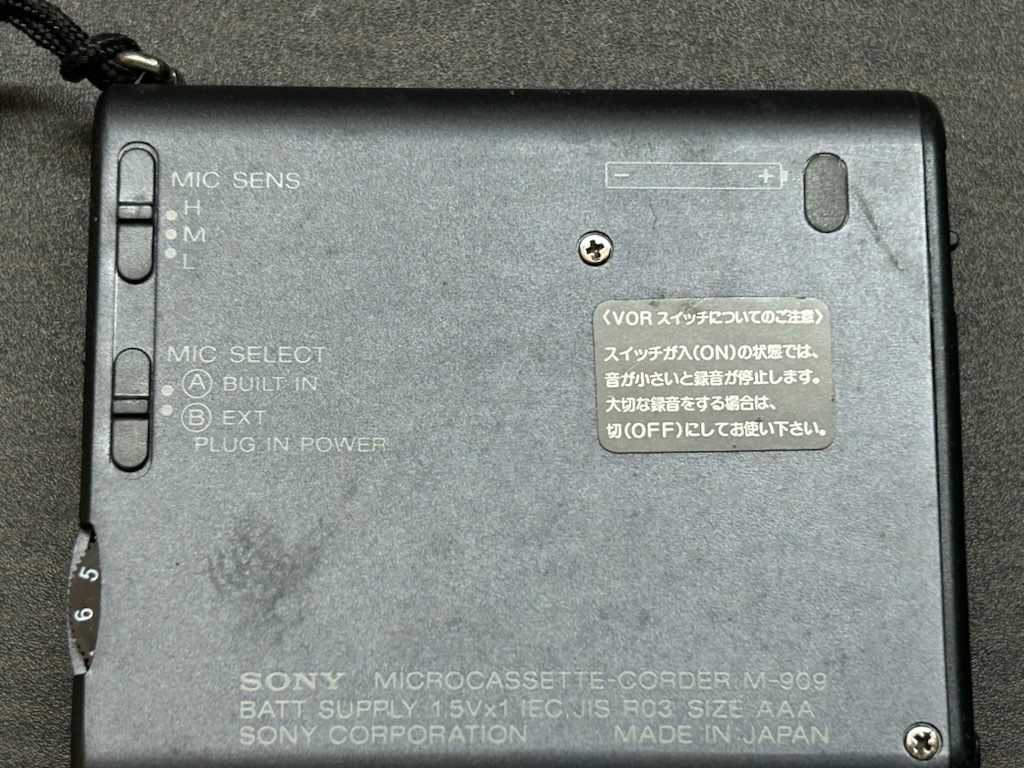 MIC SENS
H
M
L
MIC SELECT
Ⓐ BUILT IN
Ⓑ EXT
PLUG IN POWER
− +
〈VOR スイッチについてのご注意〉
スイッチが入(ON)の状態では、
音が小さいと録音が停止します。
大切な録音をする場合は、
切(OFF)にしてお使い下さい。
5
6
SONY MICROCASSETTE-CORDER M-909
BATT SUPPLY 1.5V×1 IEC,JIS R03 SIZE AAA
SONY CORPORATION MADE IN JAPAN